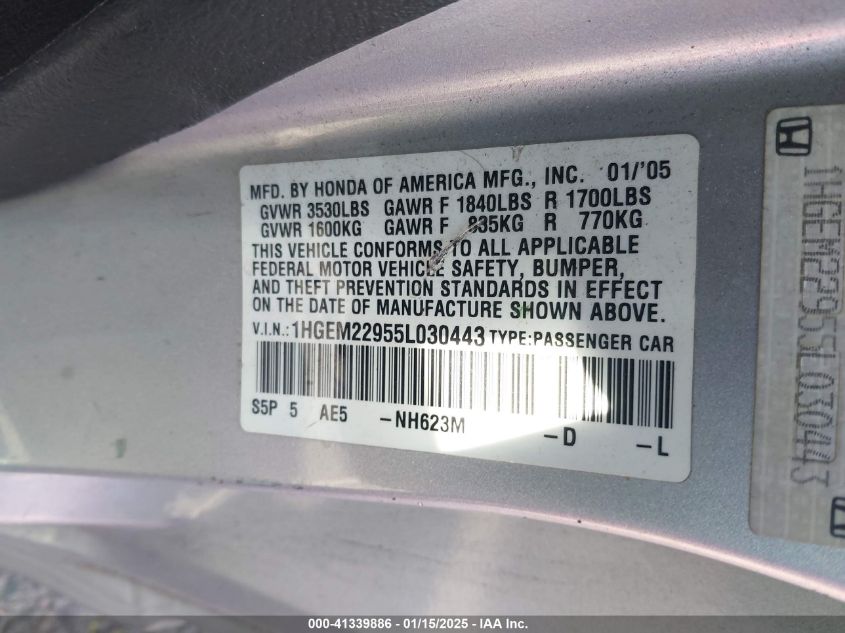 MFD. BY HONDA OF AMERICA MFG., INC. 01/'05
GVWR 3530LBS GAWR F 1840LBS R 1700LBS
GVWR 1600KG GAWR F 835KG R 770KG
THIS VEHICLE CONFORMS TO ALL APPLICABLE
FEDERAL MOTOR VEHICLE SAFETY, BUMPER,
AND THEFT PREVENTION STANDARDS IN EFFECT
ON THE DATE OF MANUFACTURE SHOWN ABOVE.
V.I.N.: 1HGEM22955L030443 TYPE: PASSENGER CAR
S5P 5 AE5 -NH623M -D -L
1HGEM22955L030443
000-41339886 - 01/15/2025 - IAA Inc.